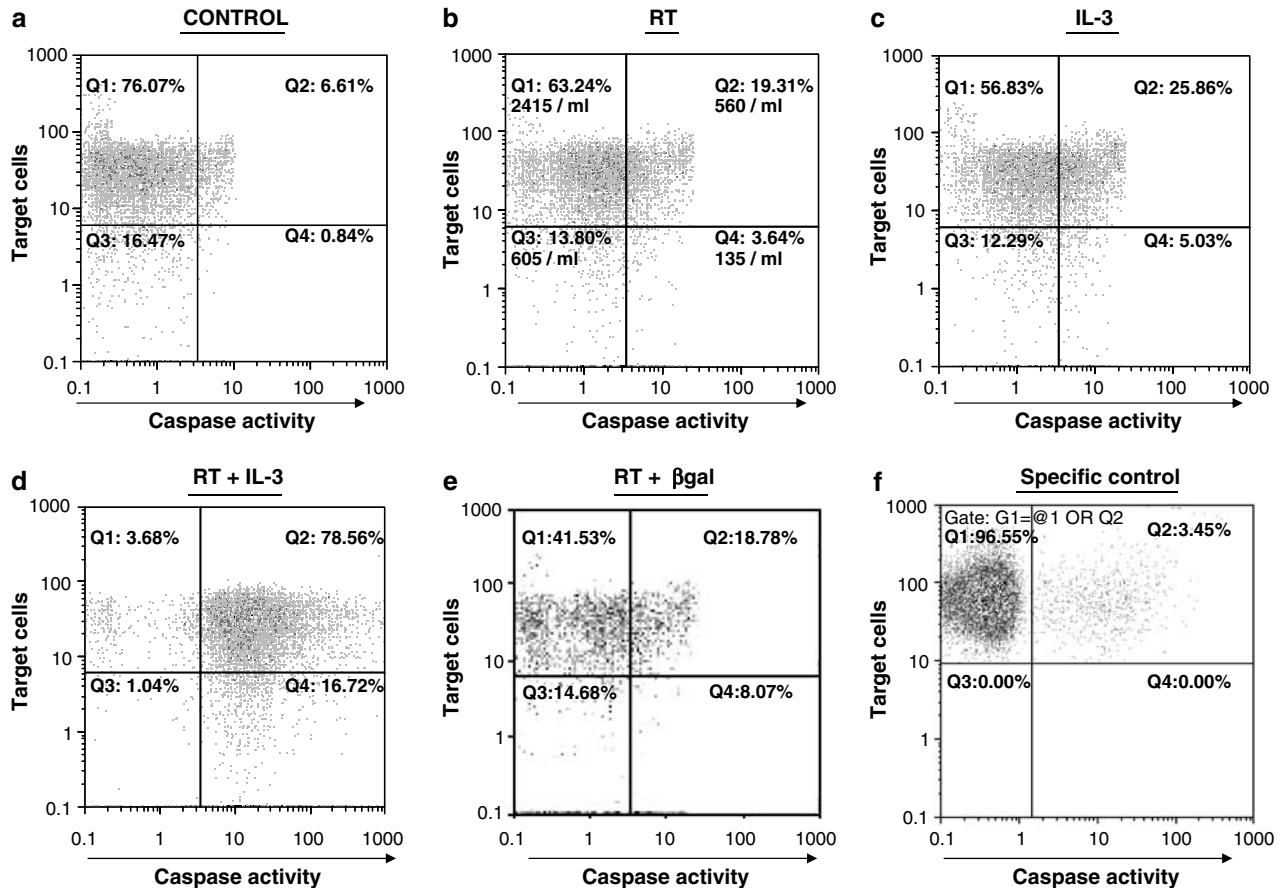 a CONTROL
1000
Q1: 76.07% Q2: 6.61%
100
10
Q3: 16.47% Q4: 0.84%
1
0.1
Target cells
0.1 1 10 100 1000
Caspase activity
b RT
1000
Q1: 63.24% Q2: 19.31%
2415 / ml 560 / ml
100
10
Q3: 13.80% Q4: 3.64%
605 / ml 135 / ml
1
0.1
Target cells
0.1 1 10 100 1000
Caspase activity
c IL-3
1000
Q1: 56.83% Q2: 25.86%
100
10
Q3: 12.29% Q4: 5.03%
1
0.1
Target cells
0.1 1 10 100 1000
Caspase activity
d RT + IL-3
1000
Q1: 3.68% Q2: 78.56%
100
10
Q3: 1.04% Q4: 16.72%
1
0.1
Target cells
0.1 1 10 100 1000
Caspase activity
e RT + βgal
1000
Q1:41.53% Q2:18.78%
100
10
Q3:14.68% Q4:8.07%
1
0.1
Target cells
0.1 1 10 100 1000
Caspase activity
f Specific control
1000
Gate: G1=@1 OR Q2
Q1:96.55% Q2:3.45%
100
10
Q3:0.00% Q4:0.00%
1
0.1
Target cells
0.1 1 10 100 1000
Caspase activity